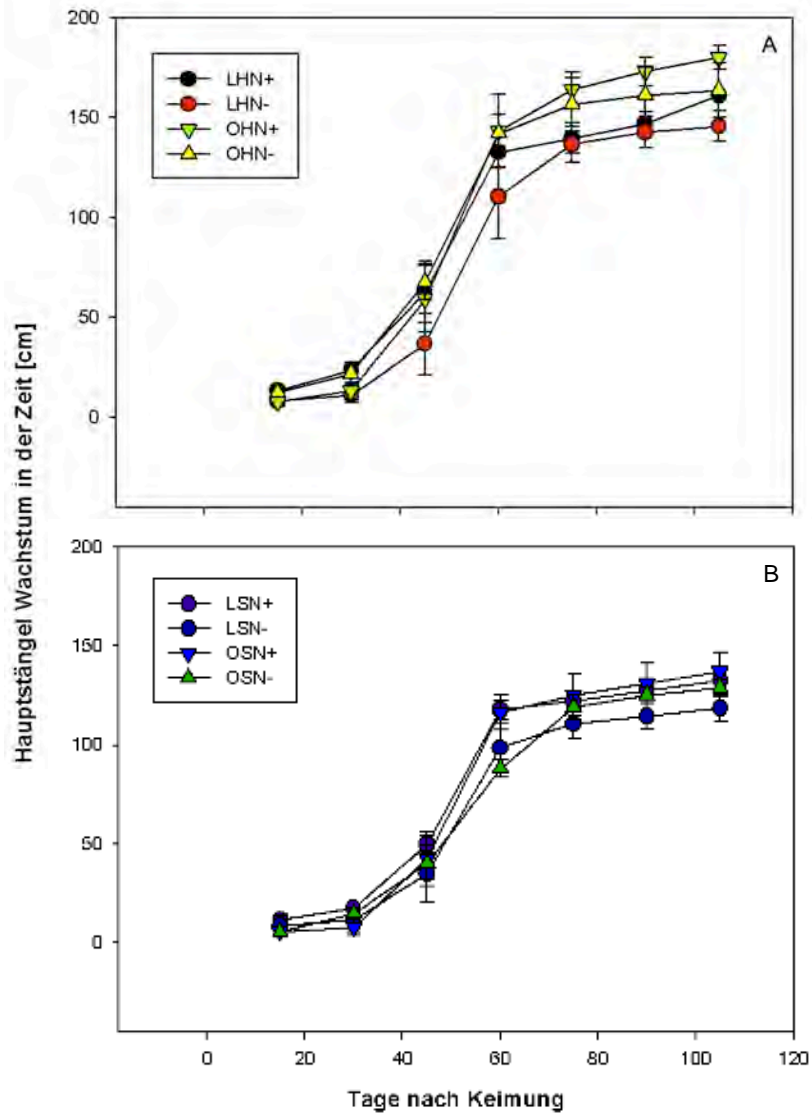 Hauptstängel Wachstum in der Zeit [cm]
200
150
100
50
0
A
LHN+
LHN-
OHN+
OHN-
200
150
100
50
0
B
LSN+
LSN-
OSN+
OSN-
0 20 40 60 80 100 120
Tage nach Keimung